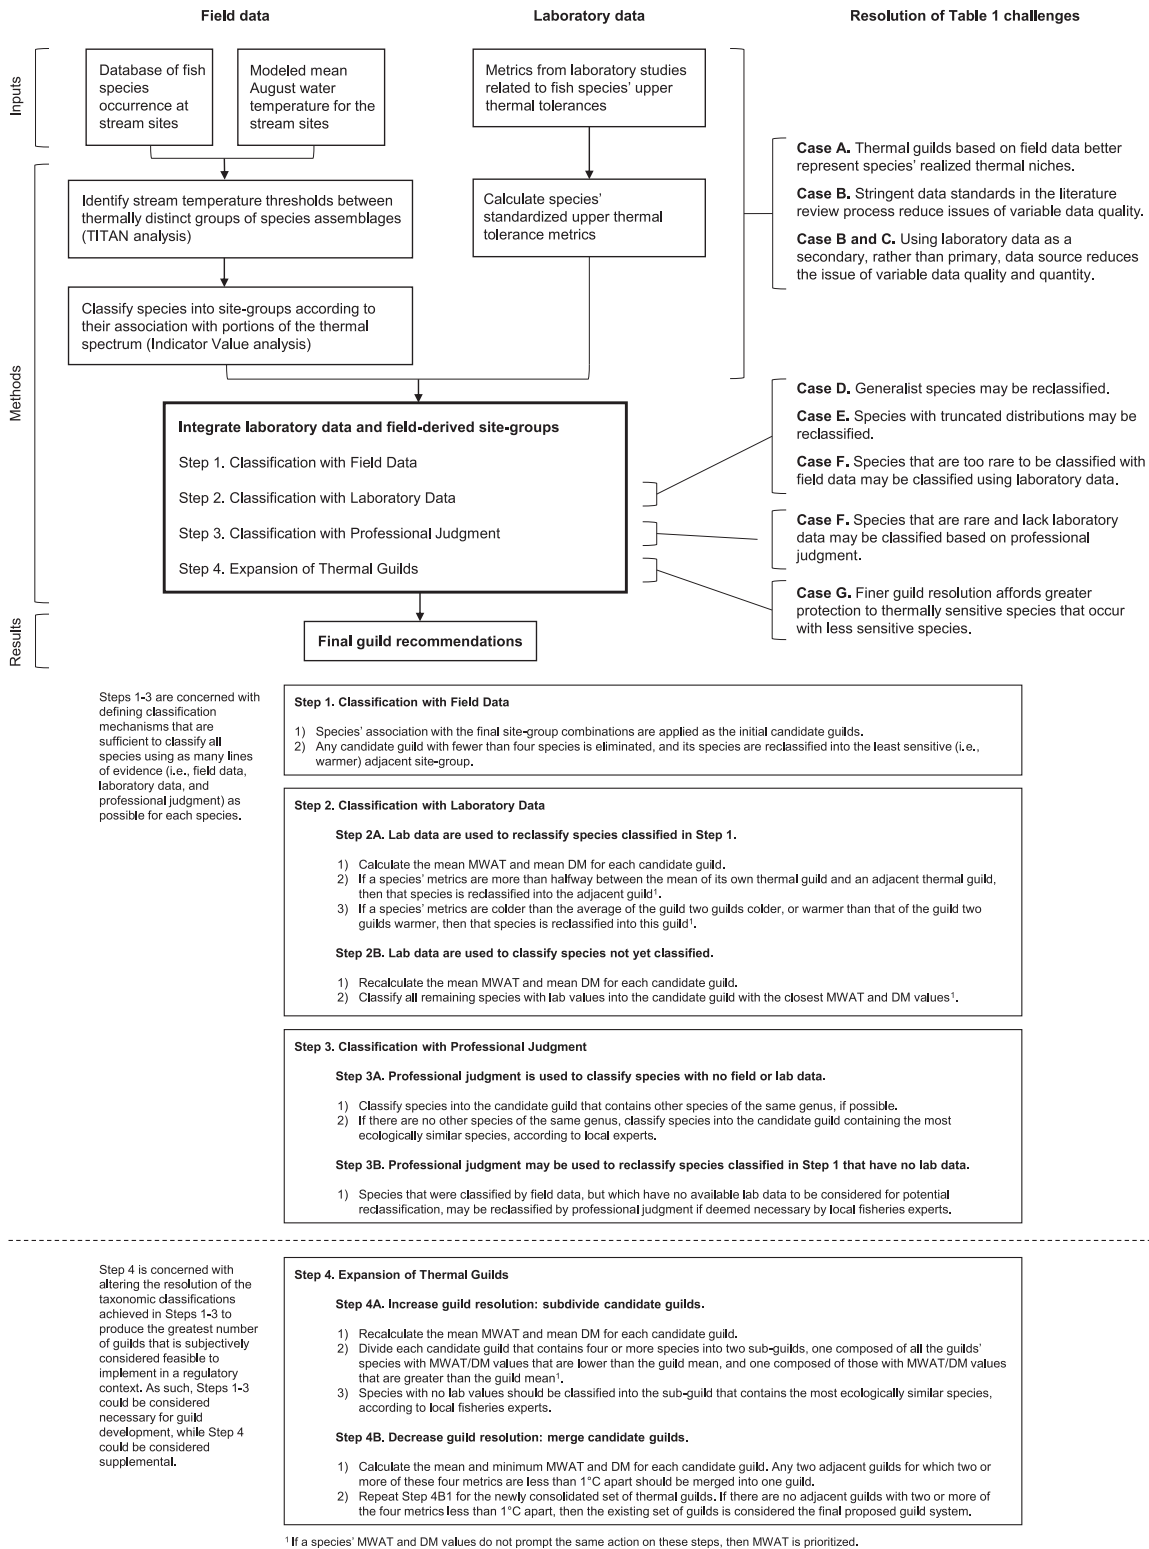 Field data
Laboratory data
Resolution of Table 1 challenges
Inputs
Database of fish
species
occurrence at
stream sites
Modeled mean
August water
temperature for the
stream sites
Metrics from laboratory studies
related to fish species' upper
thermal tolerances
Methods
Identify stream temperature thresholds between
thermally distinct groups of species assemblages
(TITAN analysis)
Calculate species'
standardized upper thermal
tolerance metrics
Classify species into site-groups according to
their association with portions of the thermal
spectrum (Indicator Value analysis)
Case A. Thermal guilds based on field data better
represent species' realized thermal niches.
Case B. Stringent data standards in the literature
review process reduce issues of variable data quality.
Case B and C. Using laboratory data as a
secondary, rather than primary, data source reduces
the issue of variable data quality and quantity.
Integrate laboratory data and field-derived site-groups
Step 1. Classification with Field Data
Step 2. Classification with Laboratory Data
Step 3. Classification with Professional Judgment
Step 4. Expansion of Thermal Guilds
Case D. Generalist species may be reclassified.
Case E. Species with truncated distributions may be
reclassified.
Case F. Species that are too rare to be classified with
field data may be classified using laboratory data.
Case F. Species that are rare and lack laboratory
data may be classified based on professional
judgment.
Case G. Finer guild resolution affords greater
protection to thermally sensitive species that occur
with less sensitive species.
Results
Final guild recommendations
Steps 1-3 are concerned with
defining classification
mechanisms that are
sufficient to classify all
species using as many lines
of evidence (i.e., field data,
laboratory data, and
professional judgment) as
possible for each species.
Step 1. Classification with Field Data
1) Species' association with the final site-group combinations are applied as the initial candidate guilds.
2) Any candidate guild with fewer than four species is eliminated, and its species are reclassified into the least sensitive (i.e.,
warmer) adjacent site-group.
Step 2. Classification with Laboratory Data
Step 2A. Lab data are used to reclassify species classified in Step 1.
1) Calculate the mean MWAT and mean DM for each candidate guild.
2) If a species' metrics are more than halfway between the mean of its own thermal guild and an adjacent thermal guild,
then that species is reclassified into the adjacent guild¹.
3) If a species' metrics are colder than the average of the guild two guilds colder, or warmer than that of the guild two
guilds warmer, then that species is reclassified into this guild¹.
Step 2B. Lab data are used to classify species not yet classified.
1) Recalculate the mean MWAT and mean DM for each candidate guild.
2) Classify all remaining species with lab values into the candidate guild with the closest MWAT and DM values¹.
Step 3. Classification with Professional Judgment
Step 3A. Professional judgment is used to classify species with no field or lab data.
1) Classify species into the candidate guild that contains other species of the same genus, if possible.
2) If there are no other species of the same genus, classify species into the candidate guild containing the most
ecologically similar species, according to local experts.
Step 3B. Professional judgment may be used to reclassify species classified in Step 1 that have no lab data.
1) Species that were classified by field data, but which have no available lab data to be considered for potential
reclassification, may be reclassified by professional judgment if deemed necessary by local fisheries experts.
Step 4 is concerned with
altering the resolution of the
taxonomic classifications
achieved in Steps 1-3 to
produce the greatest number
of guilds that is subjectively
considered feasible to
implement in a regulatory
context. As such, Steps 1-3
could be considered
necessary for guild
development, while Step 4
could be considered
supplemental.
Step 4. Expansion of Thermal Guilds
Step 4A. Increase guild resolution: subdivide candidate guilds.
1) Recalculate the mean MWAT and mean DM for each candidate guild.
2) Divide each candidate guild that contains four or more species into two sub-guilds, one composed of all the guilds'
species with MWAT/DM values that are lower than the guild mean, and one composed of those with MWAT/DM values
that are greater than the guild mean¹.
3) Species with no lab values should be classified into the sub-guild that contains the most ecologically similar species,
according to local fisheries experts.
Step 4B. Decrease guild resolution: merge candidate guilds.
1) Calculate the mean and minimum MWAT and DM for each candidate guild. Any two adjacent guilds for which two or
more of these four metrics are less than 1°C apart should be merged into one guild.
2) Repeat Step 4B1 for the newly consolidated set of thermal guilds. If there are no adjacent guilds with two or more of
the four metrics less than 1°C apart, then the existing set of guilds is considered the final proposed guild system.
¹ If a species' MWAT and DM values do not prompt the same action on these steps, then MWAT is prioritized.